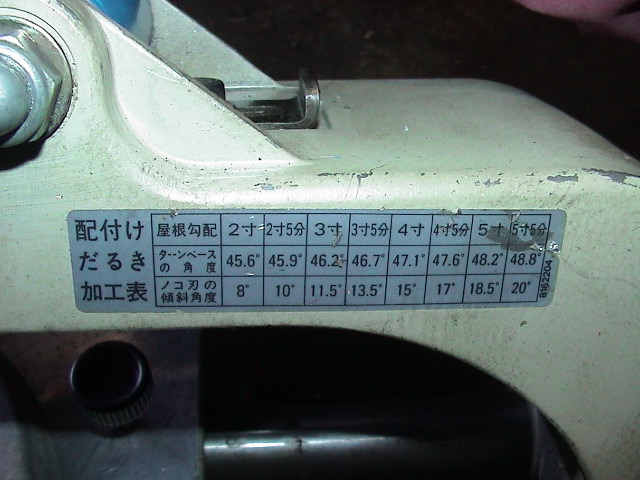 配付け
だるき
加工表
屋根勾配 2寸 2寸5分 3寸 3寸5分 4寸 4寸5分 5寸 5寸5分
ターンベース
の角度 45.6° 45.9° 46.2° 46.7° 47.1° 47.6° 48.2° 48.8°
ノコ刃の
傾斜角度 8° 10° 11.5° 13.5° 15° 17° 18.5° 20°
8162204